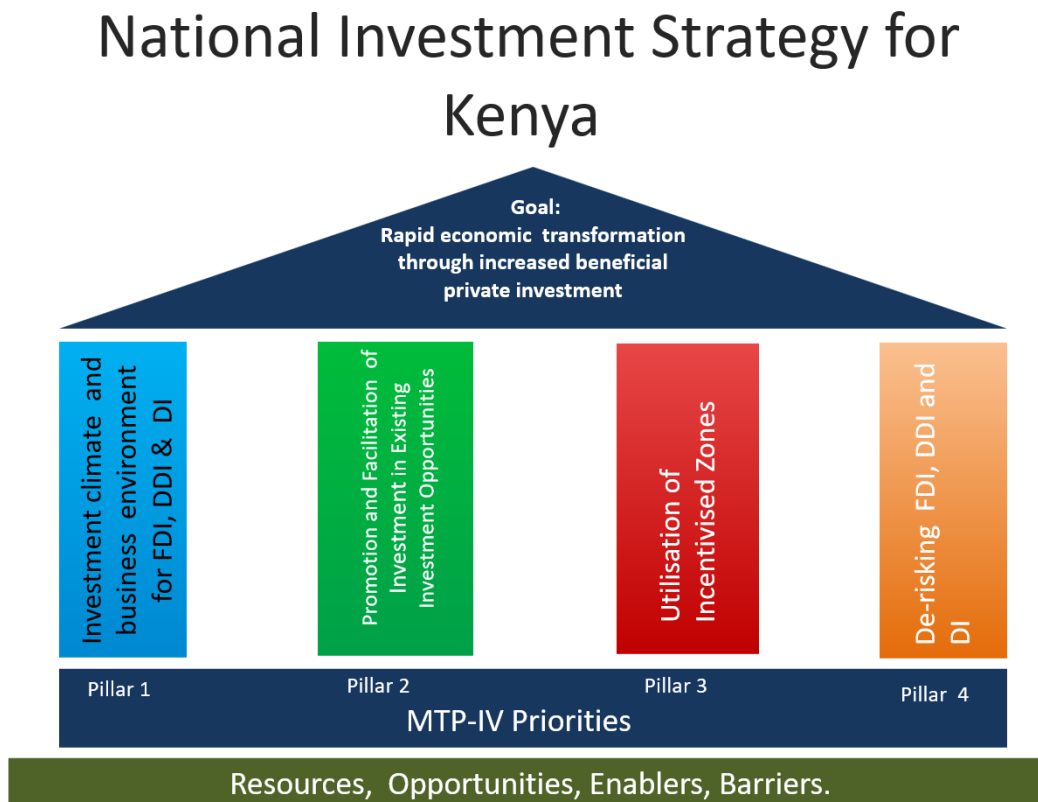 National Investment Strategy for
Kenya
Goal:
Rapid economic transformation
through increased beneficial
private investment
Investment climate and
business environment
for FDI, DDI & DI
Promotion and Facilitation of
Investment in Existing
Investment Opportunities
Utilisation of
Incentivised Zones
De-risking FDI, DDI and
DI
Pillar 1
Pillar 2
Pillar 3
Pillar 4
MTP-IV Priorities
Resources, Opportunities, Enablers, Barriers.